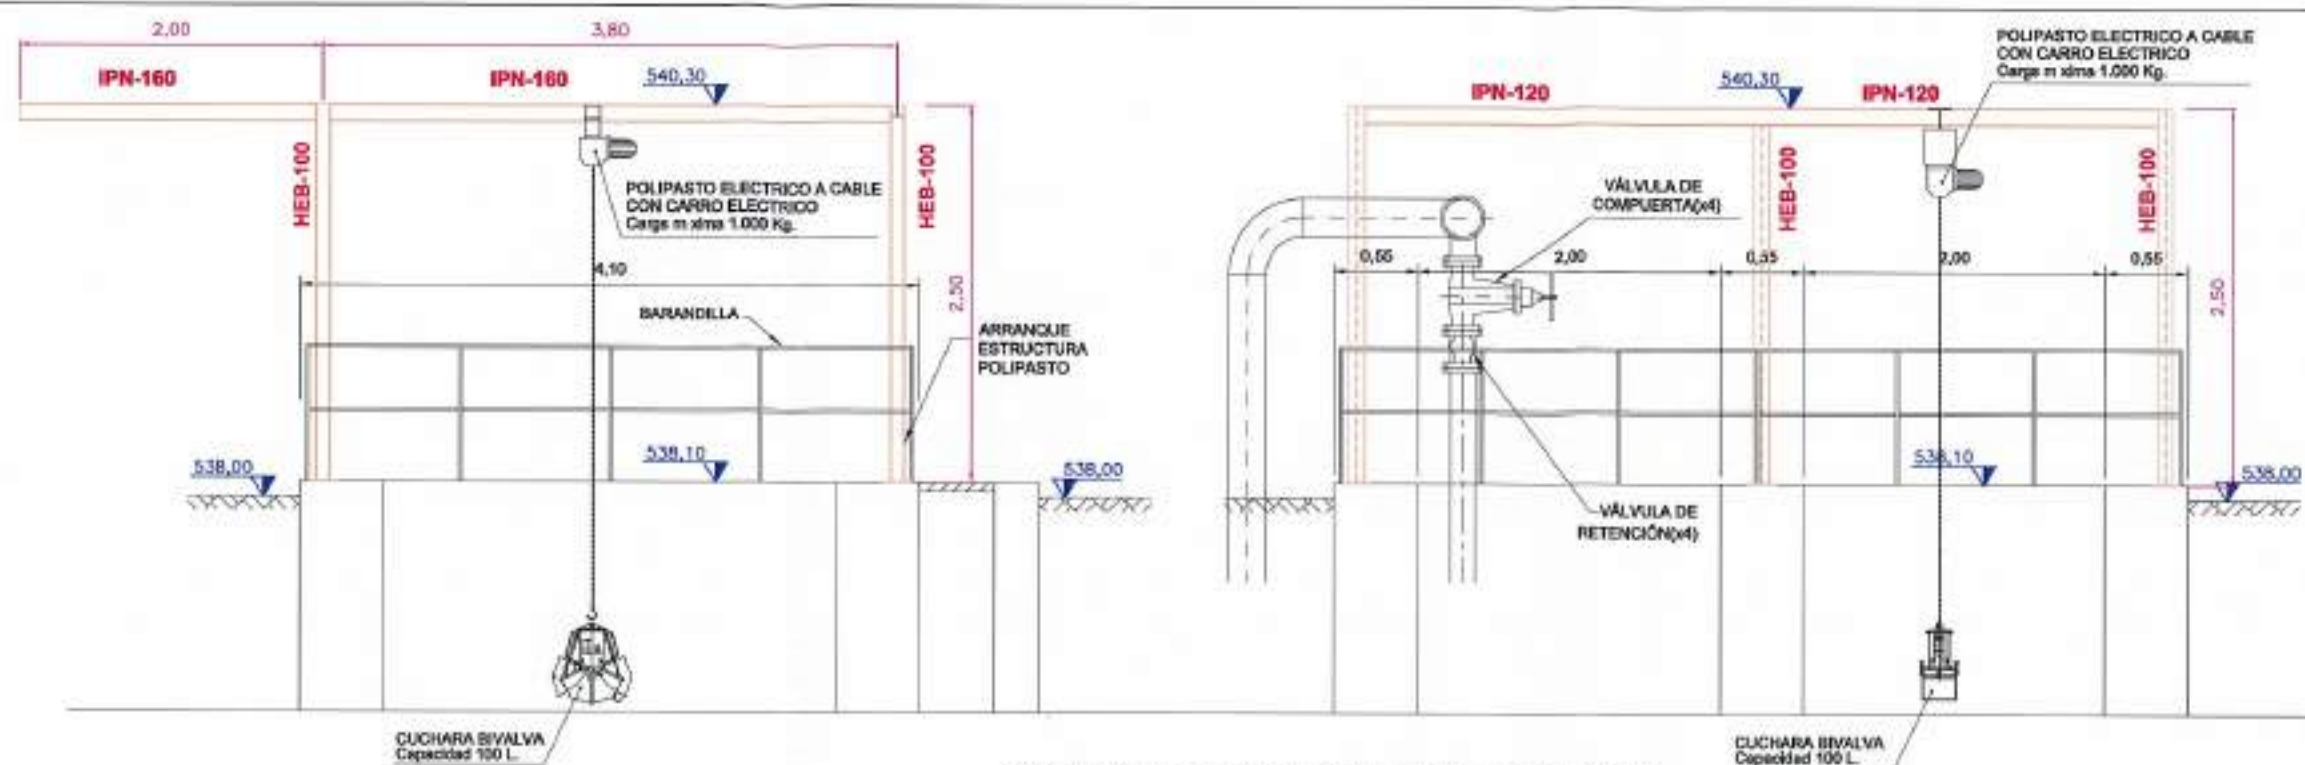 2,00
3,80
IPN-160
IPN-160
540,30
HEB-100
HEB-100
POLIPASTO ELECTRICO A CABLE
CON CARRO ELECTRICO
Carga m xima 1.000 Kg.
4,10
2,50
BARANDILLA
ARRANQUE
ESTRUCTURA
POLIPASTO
538,00
538,10
538,00
CUCHARA BIVALVA
Capacidad 100 L.
POLIPASTO ELECTRICO A CABLE
CON CARRO ELECTRICO
Carga m xima 1.000 Kg.
IPN-120
540,30
IPN-120
HEB-100
HEB-100
VÁLVULA DE
COMPUERTA(x4)
0,55
2,00
0,55
2,00
0,55
2,50
538,10
538,00
VÁLVULA DE
RETENCIÓN(x4)
CUCHARA BIVALVA
Capacidad 100 L.